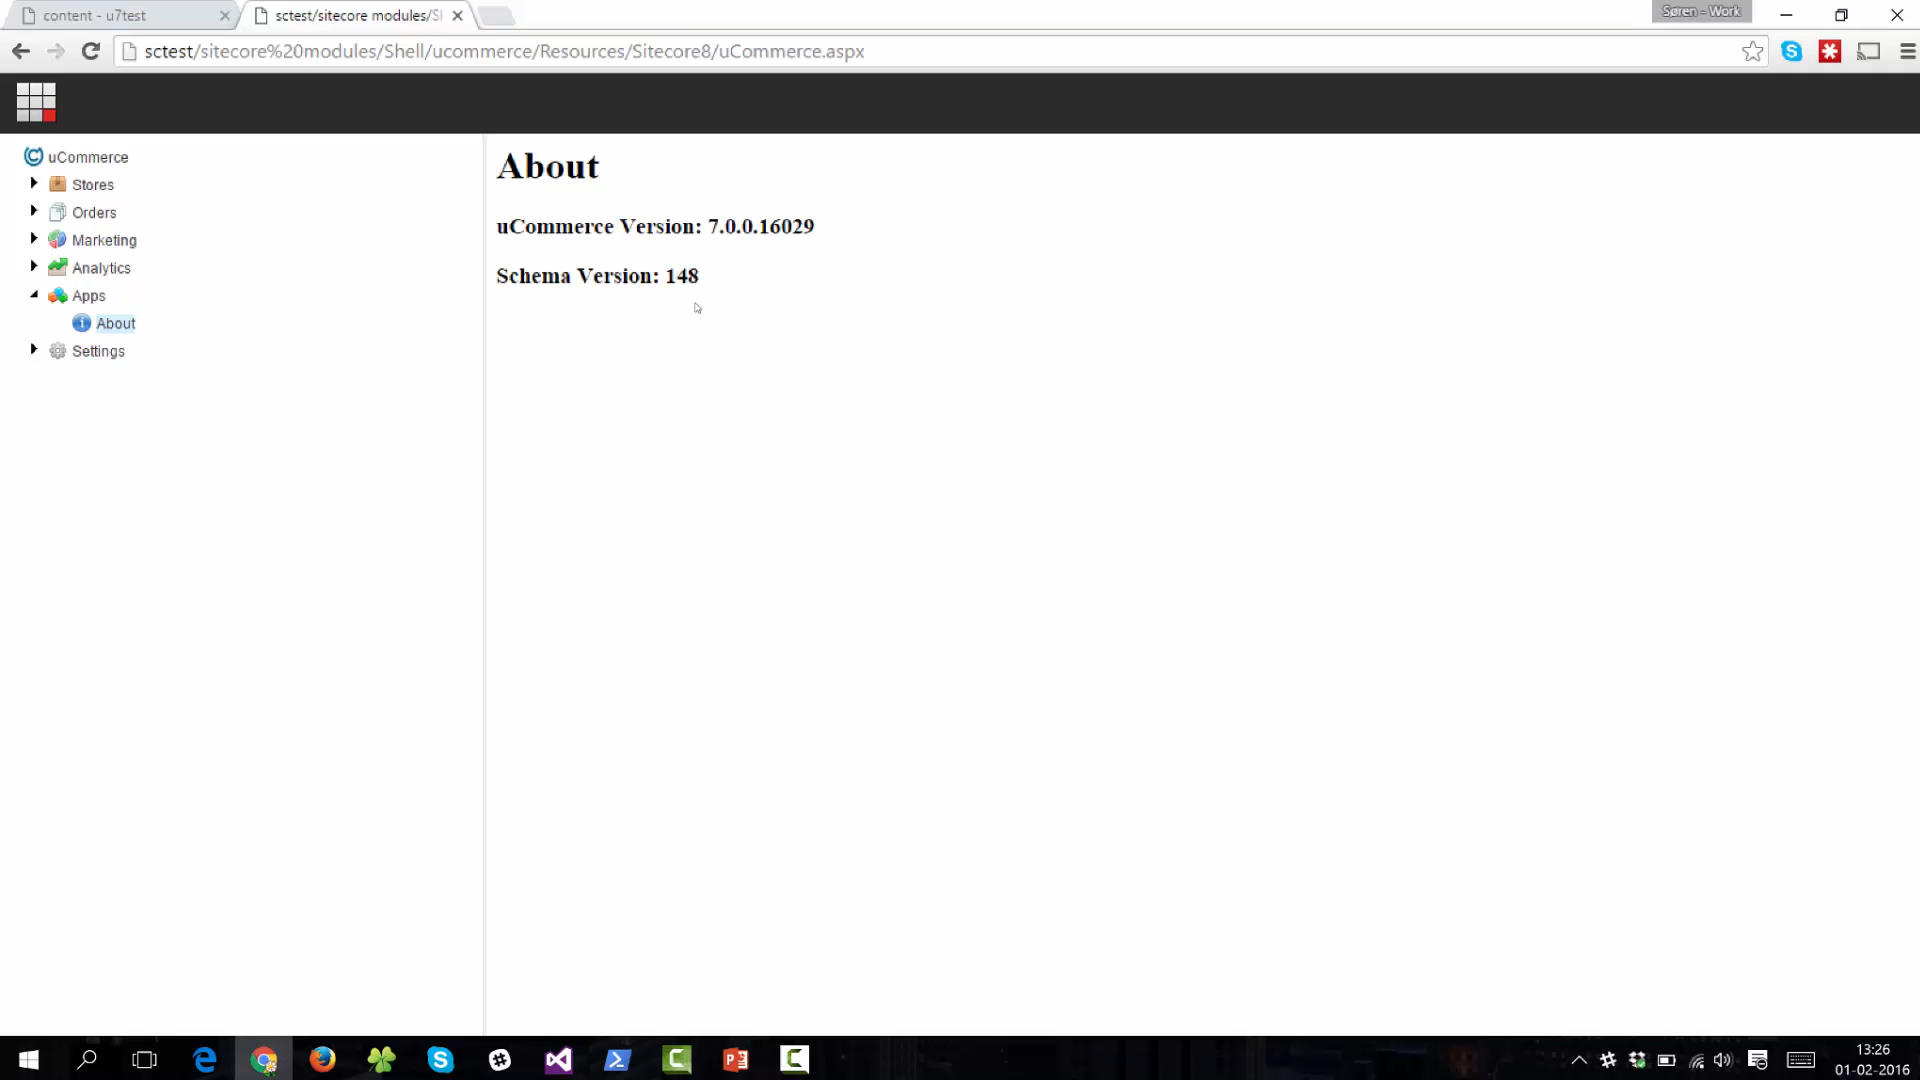 content - u7test
sctest/sitecore modules/S
Søren - Work
sctest/sitecore%20modules/Shell/ucommerce/Resources/Sitecore8/uCommerce.aspx
uCommerce
Stores
Orders
Marketing
Analytics
Apps
About
Settings
About
uCommerce Version: 7.0.0.16029
Schema Version: 148
13:26
01-02-2016